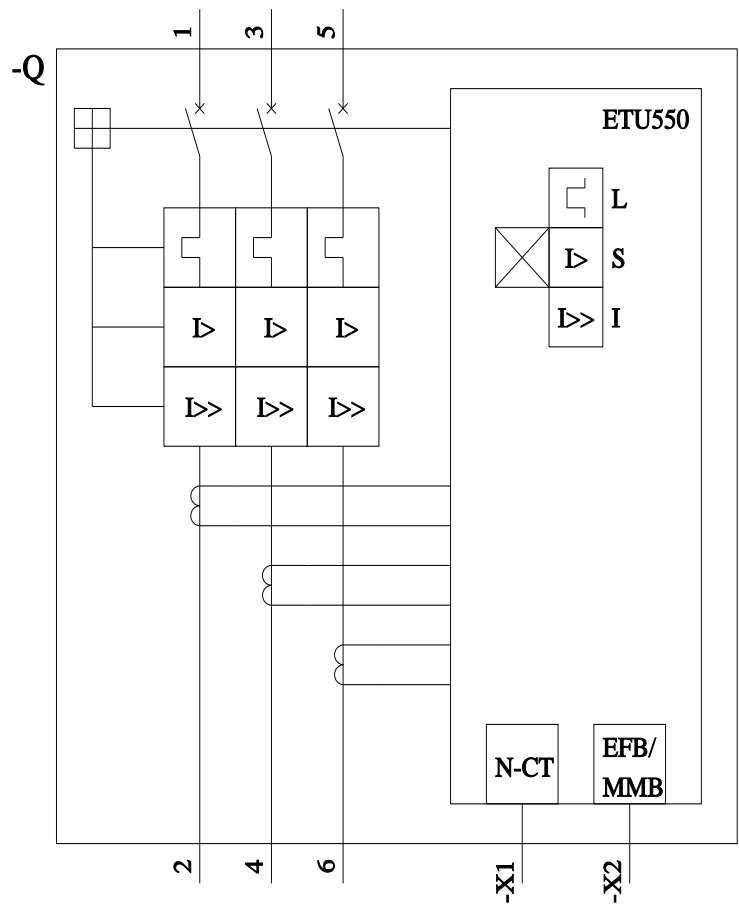 1 3 5
-Q
ETU550
L
I> S
I>> I
I> I> I>
I>> I>> I>>
N-CT
EFB/
MMB
2 4 6 -X1 -X2